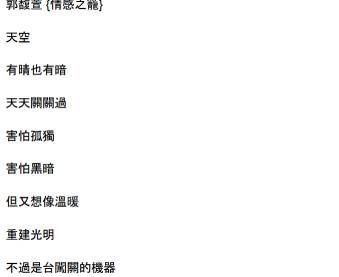 郭馥萱 {情感之籠}
天空
有晴也有暗
天天關關過
害怕孤獨
害怕黑暗
但又想像溫暖
重建光明
不過是台闖關的機器